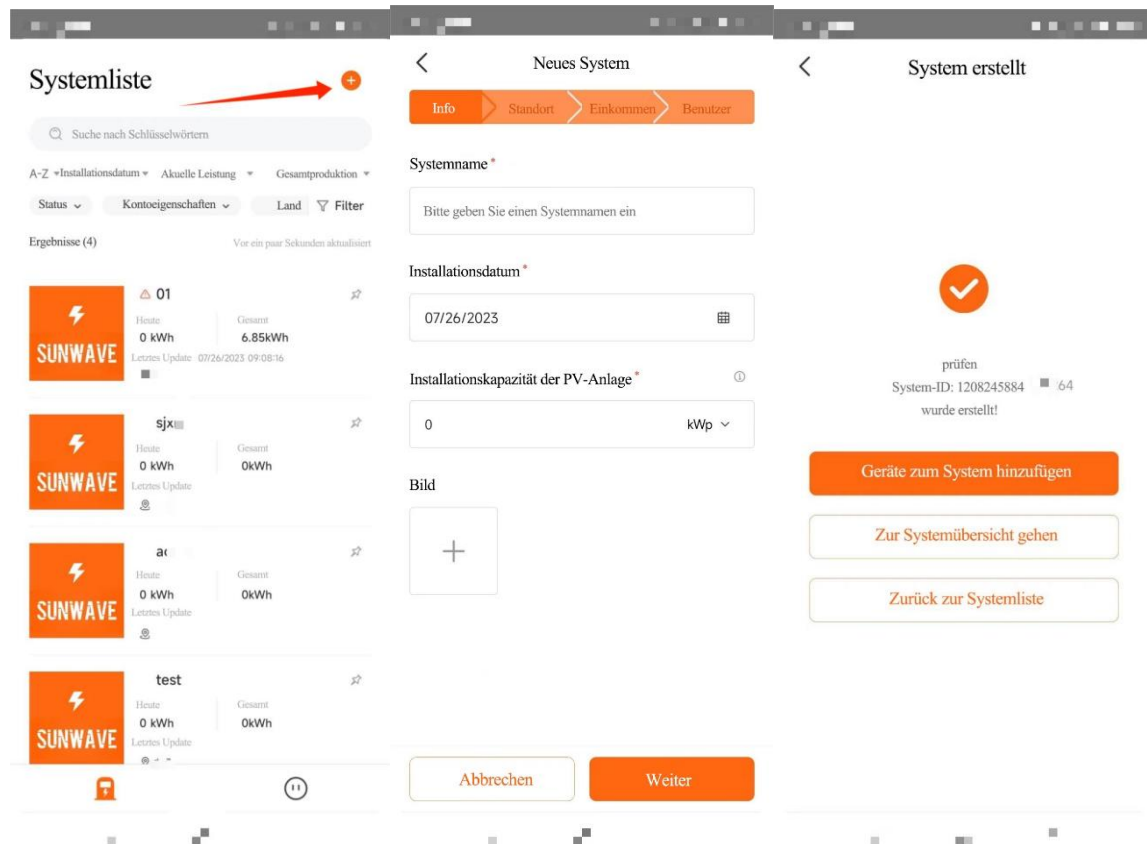 Systemliste
Suche nach Schlüsselwörtern
A-Z Installationsdatum Akuelle Leistung Gesamtproduktion
Status Kontoeigenschaften Land Filter
Ergebnisse (4) Vor ein paar Sekunden aktualisiert
01
Heute Gesamt
0 kWh 6.85kWh
Letztes Update 07/26/2023 09:08:16
SUNWAVE
sjx
Heute Gesamt
0 kWh 0kWh
Letztes Update
SUNWAVE
Heute Gesamt
0 kWh 0kWh
Letztes Update
SUNWAVE
test
Heute Gesamt
0 kWh 0kWh
Letztes Update
SUNWAVE
Neues System
Info Standort Einkommen Benutzer
Systemname *
Bitte geben Sie einen Systemnamen ein
Installationsdatum *
07/26/2023
Installationskapazität der PV-Anlage *
0 kWp
Bild
Abbrechen Weiter
System erstellt
prüfen
System-ID: 1208245884 64
wurde erstellt!
Geräte zum System hinzufügen
Zur Systemübersicht gehen
Zurück zur Systemliste